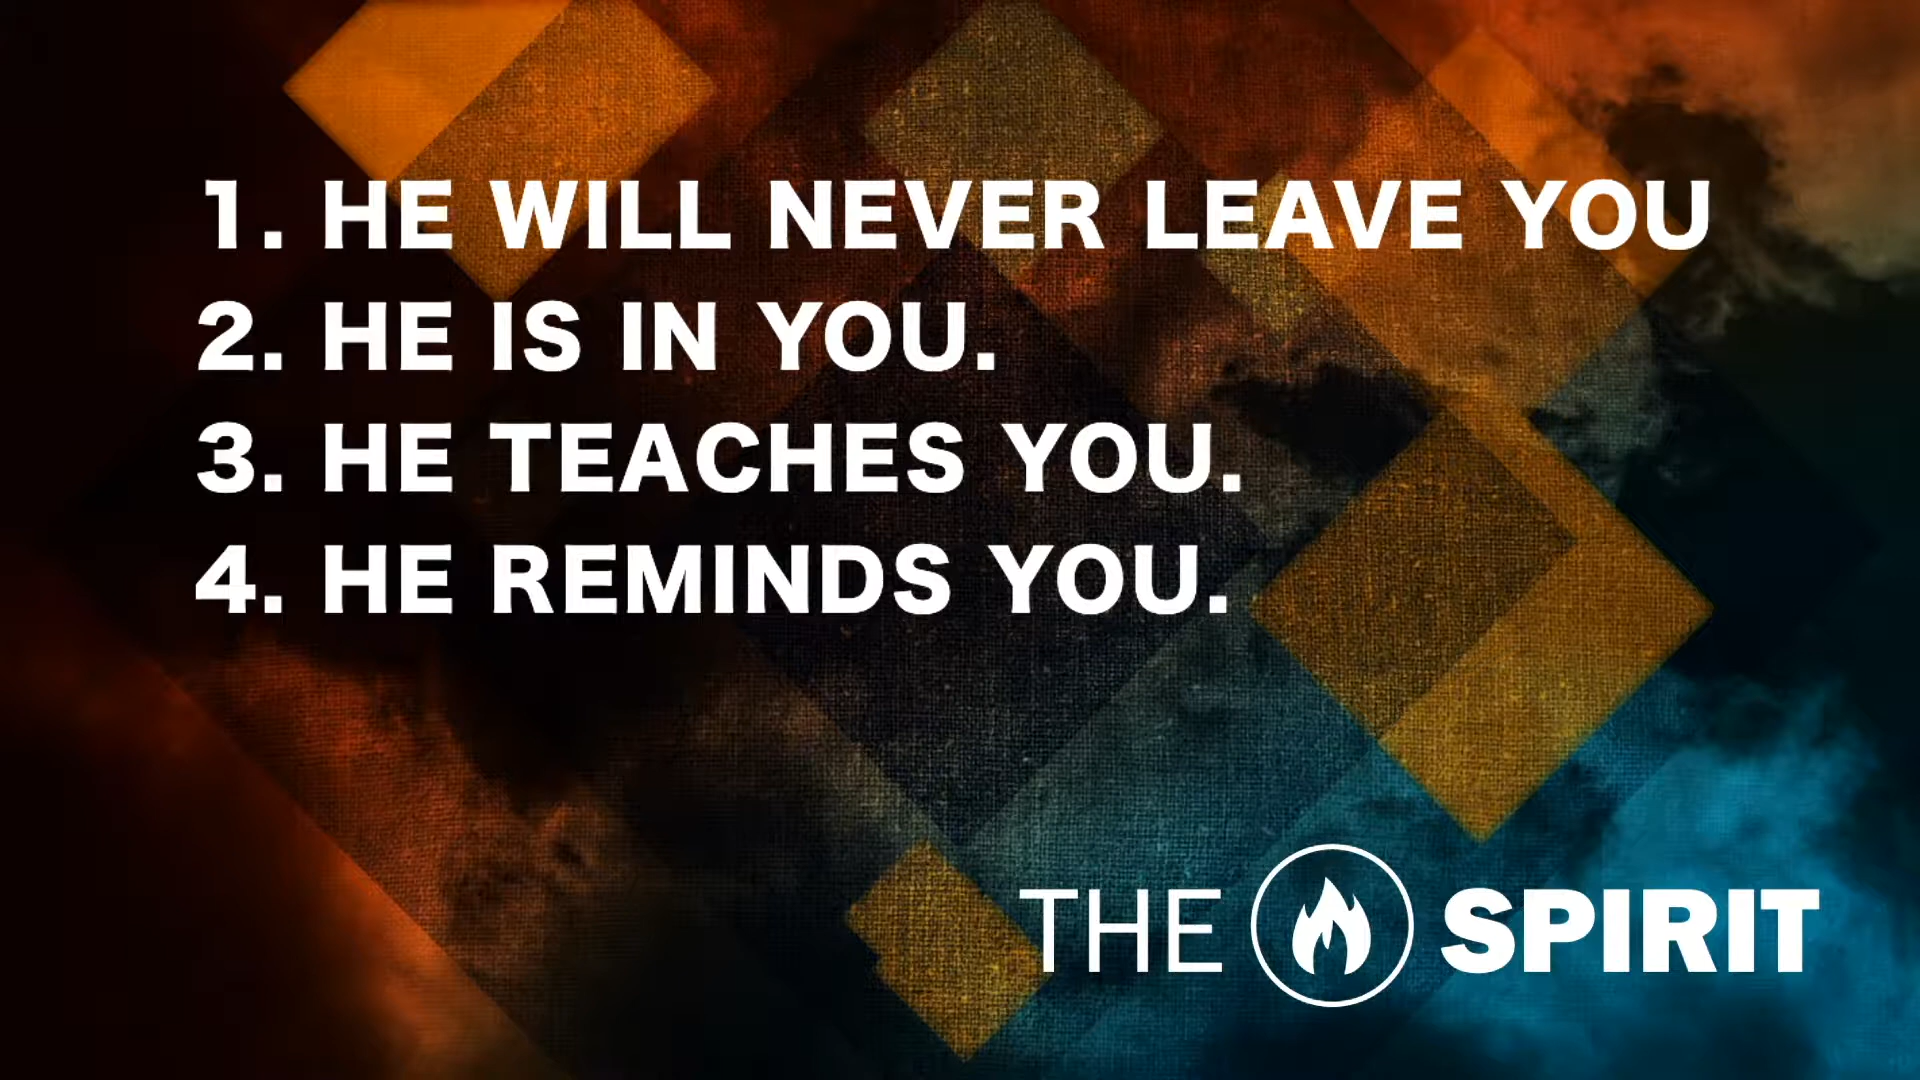 1. HE WILL NEVER LEAVE YOU
2. HE IS IN YOU.
3. HE TEACHES YOU.
4. HE REMINDS YOU.
THE SPIRIT